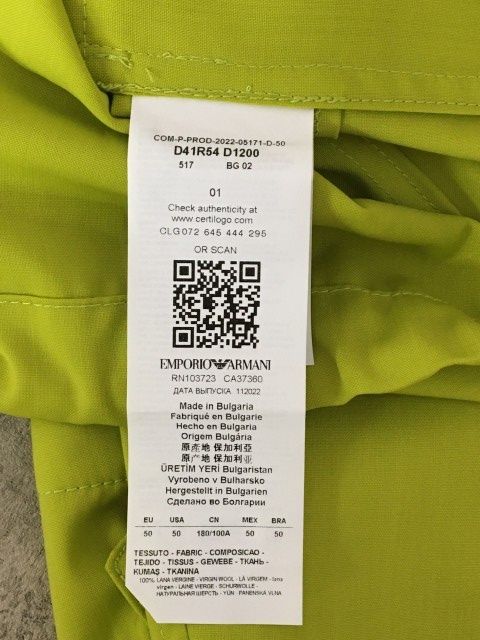 COM-P-PROD-2022-05171-D-50
D41R54 D1200
517 BG 02
01
Check authenticity at
www.certilogo.com
CLG 072 645 444 295
OR SCAN
EMPORIO ARMANI
RN103723 CA37360
ДАТА ВЫПУСКА. 112022
Made in Bulgaria
Fabriqué en Bulgarie
Hecho en Bulgaria
Origem Bulgária
原產地 保加利亞
原产地 保加利亚
ÜRETİM YERİ Bulgaristan
Vyrobeno v Bulharsko
Hergestellt in Bulgarien
Сделано во Болгарии
EU USA CN MEX BRA
50 50 180/100A 50 50
TESSUTO - FABRIC - COMPOSICAO -
TEJIDO - TISSUS - GEWEBE - ТКАНЬ -
KUMAŞ - TKANINA
100% LANA VERGINE - VIRGIN WOOL - LÃ VIRGEM - lana
virgen - LAINE VIERGE - SCHURWOLLE -
НАТУРАЛЬНАЯ ШЕРСТЬ - YÜN - PANENSKA VLNA